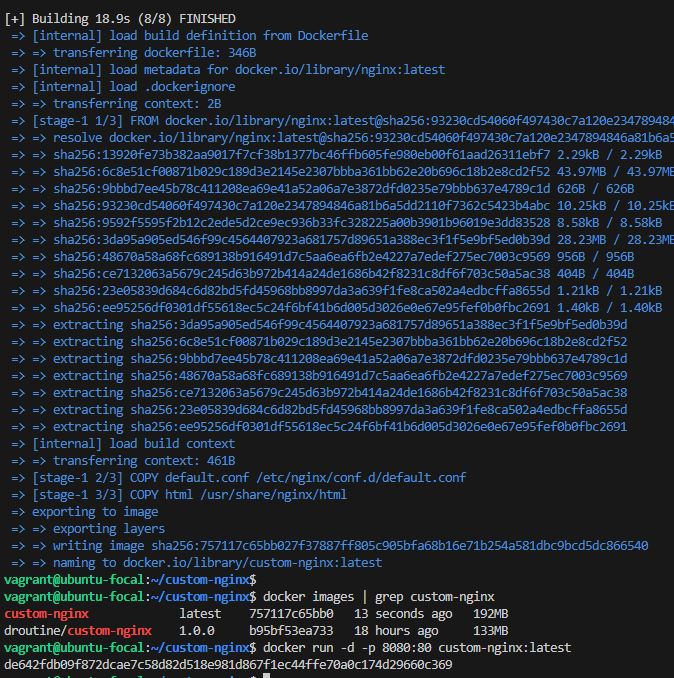 [+] Building 18.9s (8/8) FINISHED
=> [internal] load build definition from Dockerfile
=> => transferring dockerfile: 346B
=> [internal] load metadata for docker.io/library/nginx:latest
=> [internal] load .dockerignore
=> => transferring context: 2B
=> [stage-1 1/3] FROM docker.io/library/nginx:latest@sha256:93230cd54060f497430c7a120e2347894846
=> => resolve docker.io/library/nginx:latest@sha256:93230cd54060f497430c7a120e2347894846a81b6a5
=> => sha256:13920fe73b382aa9017f7cf38b1377bc46ffb605fe980eb00f61aad26311ebf7 2.29kB / 2.29kB
=> => sha256:6c8e51cf00871b029c189d3e2145e2307bbba361bb62e20b696c18b2e8cd2f52 43.97MB / 43.97MB
=> => sha256:9bbbd7ee45b78c411208ea69e41a52a06a7e3872dfd0235e79bbb637e4789c1d 626B / 626B
=> => sha256:93230cd54060f497430c7a120e2347894846a81b6a5dd2110f7362c5423b4abc 10.25kB / 10.25kB
=> => sha256:9592f5595f2b12c2ede5d2ce9ec936b33fc328225a00b3901b96019e3dd83528 8.58kB / 8.58kB
=> => sha256:3da95a905ed546f99c4564407923a681757d89651a388ec3f1f5e9bf5ed0b39d 28.23MB / 28.23MB
=> => sha256:48670a58a68fc689138b916491d7c5aa6ea6fb2e4227a7edef275ec7003c9569 956B / 956B
=> => sha256:ce7132063a5679c245d63b972b414a24de1686b42f8231c8df6f703c50a5ac38 404B / 404B
=> => sha256:23e05839d684c6d82bd5fd45968bb8997da3a639f1fe8ca502a4edbcffa8655d 1.21kB / 1.21kB
=> => sha256:ee95256df0301df55618ec5c24f6bf41b6d005d3026e0e67e95fef0b0fbc2691 1.40kB / 1.40kB
=> => extracting sha256:3da95a905ed546f99c4564407923a681757d89651a388ec3f1f5e9bf5ed0b39d
=> => extracting sha256:6c8e51cf00871b029c189d3e2145e2307bbba361bb62e20b696c18b2e8cd2f52
=> => extracting sha256:9bbbd7ee45b78c411208ea69e41a52a06a7e3872dfd0235e79bbb637e4789c1d
=> => extracting sha256:48670a58a68fc689138b916491d7c5aa6ea6fb2e4227a7edef275ec7003c9569
=> => extracting sha256:ce7132063a5679c245d63b972b414a24de1686b42f8231c8df6f703c50a5ac38
=> => extracting sha256:23e05839d684c6d82bd5fd45968bb8997da3a639f1fe8ca502a4edbcffa8655d
=> => extracting sha256:ee95256df0301df55618ec5c24f6bf41b6d005d3026e0e67e95fef0b0fbc2691
=> [internal] load build context
=> => transferring context: 461B
=> [stage-1 2/3] COPY default.conf /etc/nginx/conf.d/default.conf
=> [stage-1 3/3] COPY html /usr/share/nginx/html
=> exporting to image
=> => exporting layers
=> => writing image sha256:757117c65bb027f37887ff805c905bfa68b16e71b254a581dbc9bcd5dc866540
=> => naming to docker.io/library/custom-nginx:latest
vagrant@ubuntu-focal:~/custom-nginx$
vagrant@ubuntu-focal:~/custom-nginx$ docker images | grep custom-nginx
custom-nginx latest 757117c65bb0 13 seconds ago 192MB
droutine/custom-nginx 1.0.0 b95bf53ea733 18 hours ago 133MB
vagrant@ubuntu-focal:~/custom-nginx$ docker run -d -p 8080:80 custom-nginx:latest
de642fdb09f872dcae7c58d82d518e981d867f1ec44ffe70a0c174d29660c369